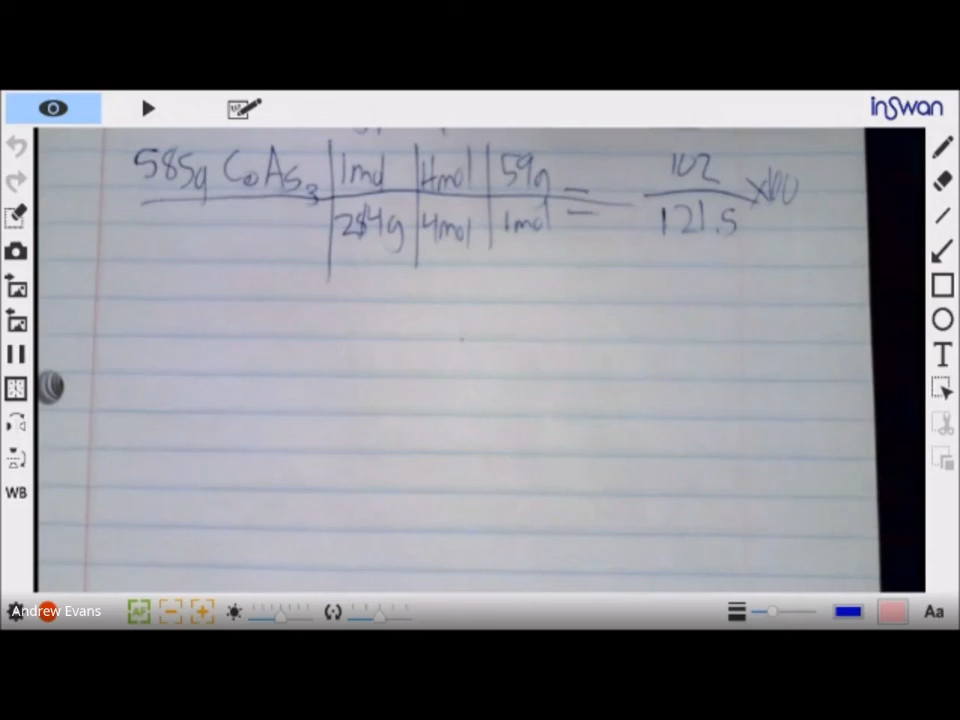 inSwan
585g CoAs3 | 1mol | 4mol | 59g = 102 x100
284g | 4mol | 1mol 121.5
WB
Andrew Evans
T
Aa